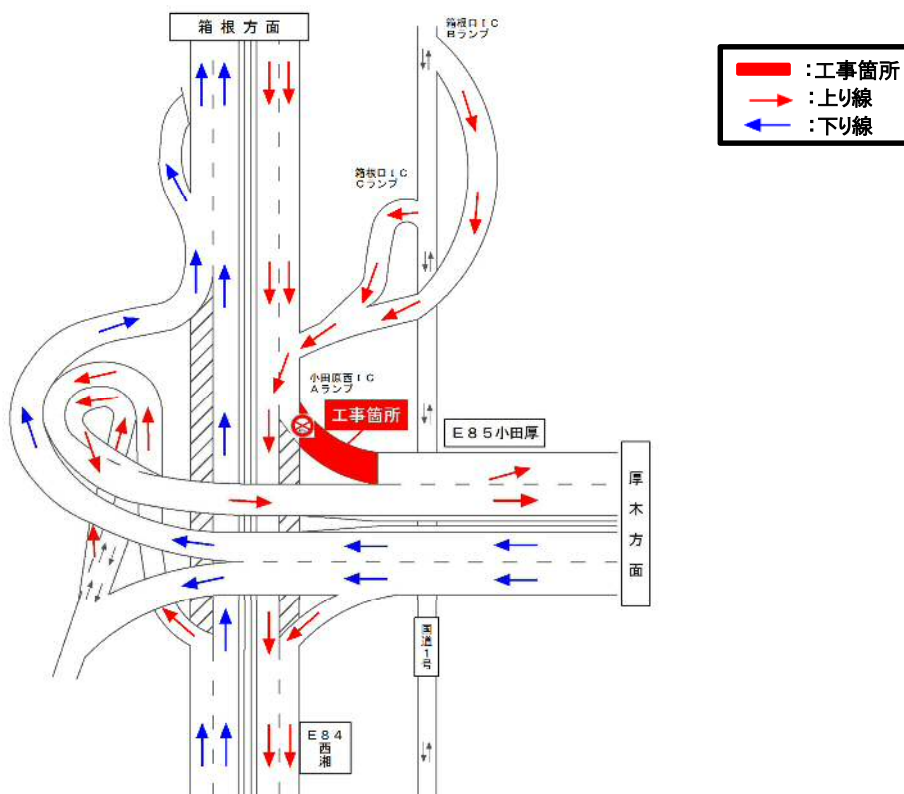 箱根方面
箱根口IC
Bランプ
:工事箇所
:上り線
:下り線
箱根口IC
Cランプ
小田原西IC
Aランプ
工事箇所
E85小田厚
厚木方面
国道1号
E84
西湘